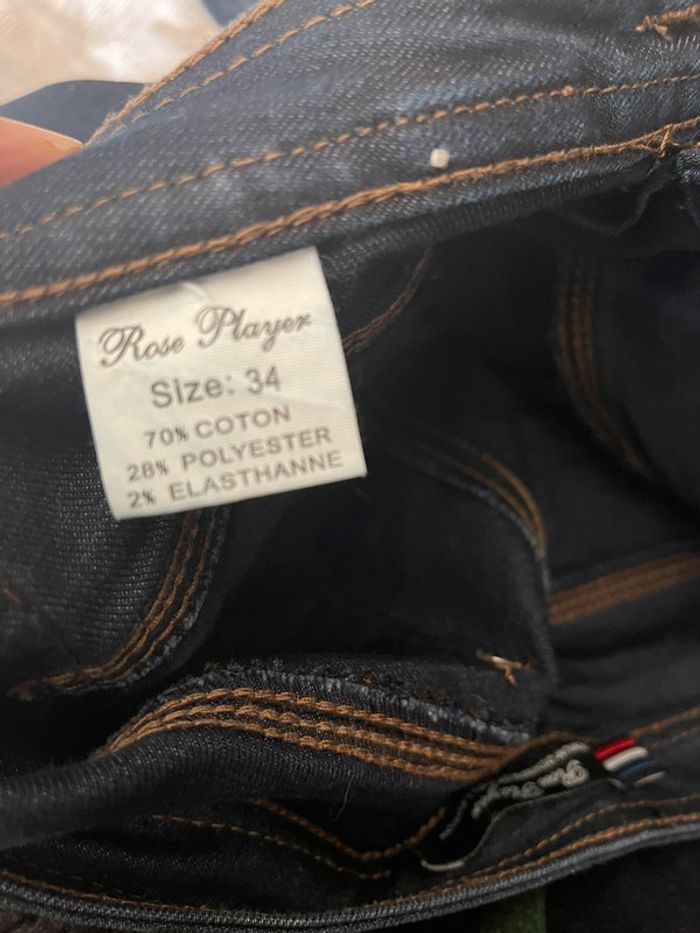 Rose Player
Size: 34
70% COTON
28% POLYESTER
2% ELASTHANNE